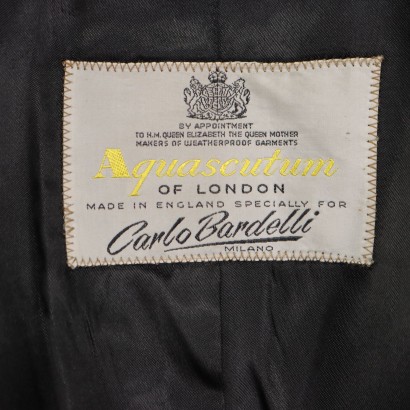 BY APPOINTMENT
TO H.M. QUEEN ELIZABETH THE QUEEN MOTHER
MAKERS OF WEATHERPROOF GARMENTS
Aquascutum
OF LONDON
MADE IN ENGLAND SPECIALLY FOR
Carlo Bardelli
MILANO